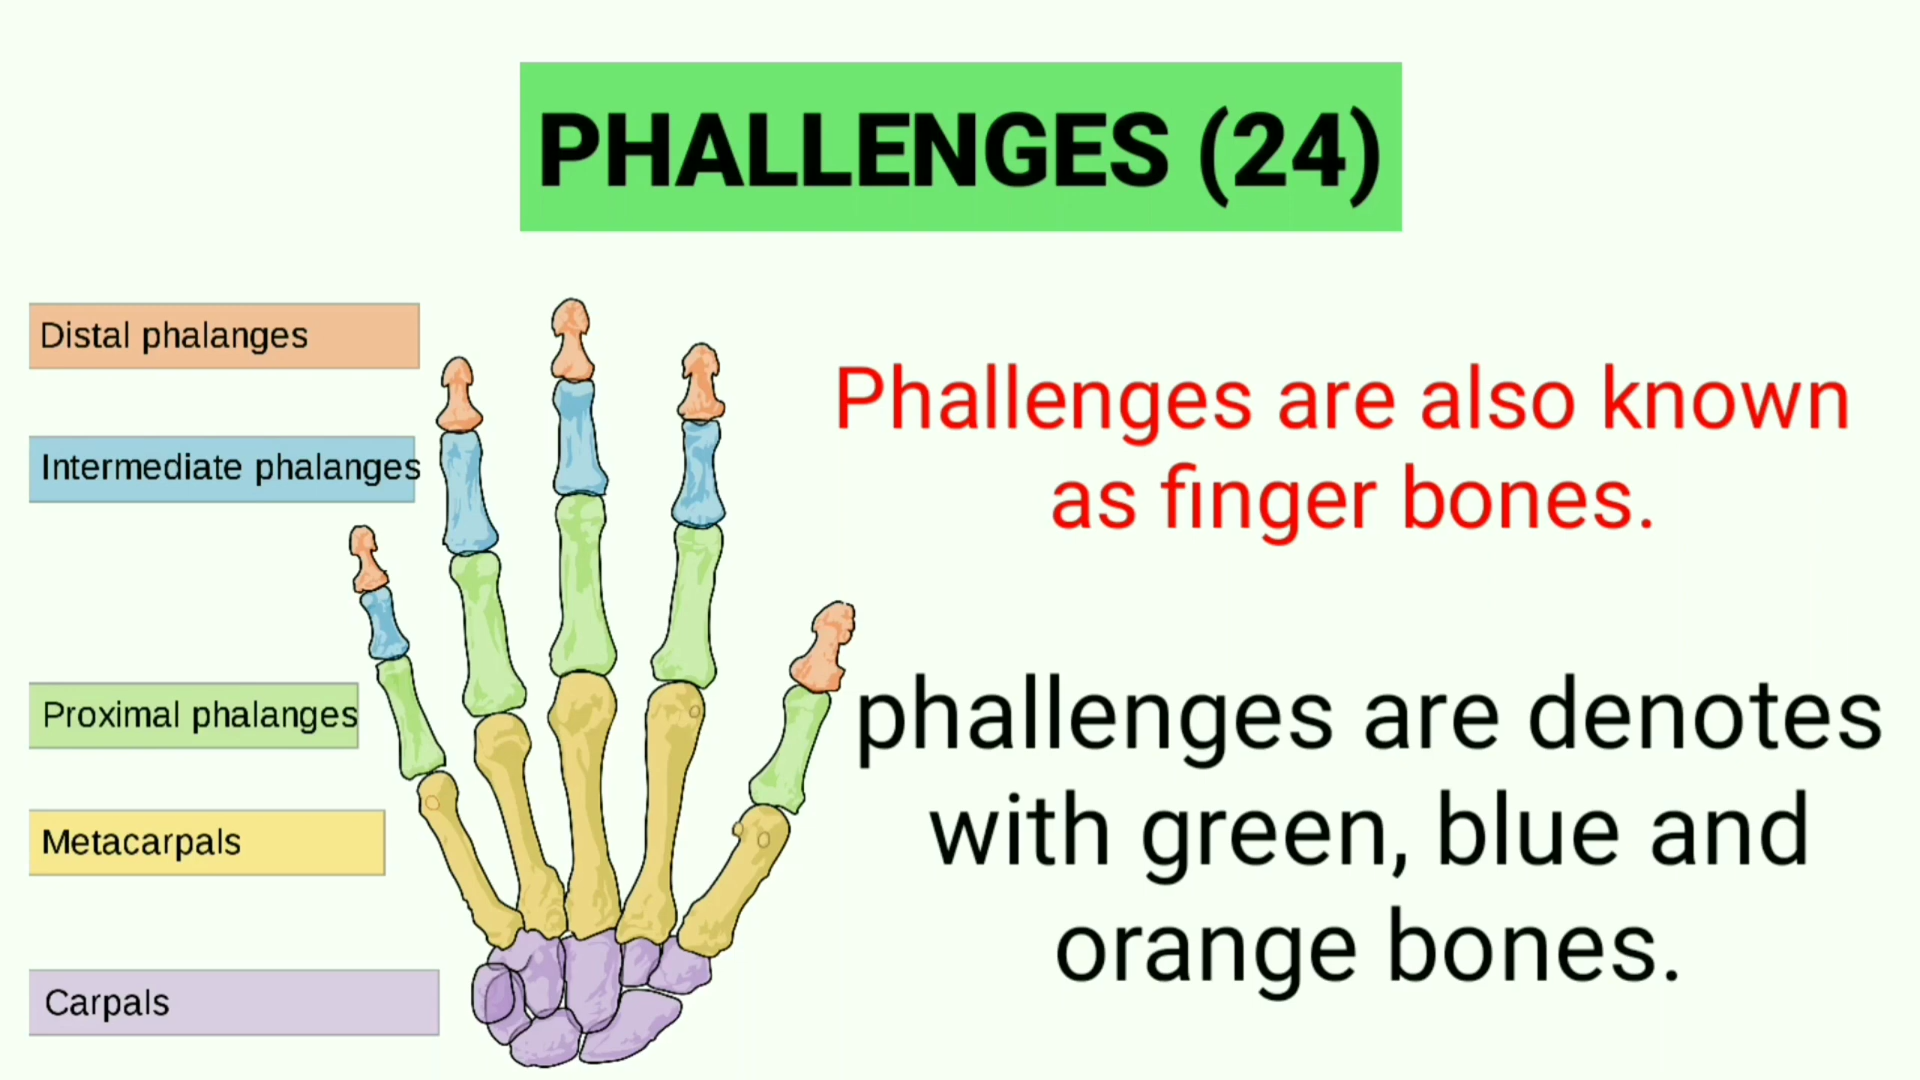 PHALLENGES (24)
Distal phalanges
Intermediate phalanges
Proximal phalanges
Metacarpals
Carpals
Phallenges are also known
as finger bones.
phallenges are denotes
with green, blue and
orange bones.